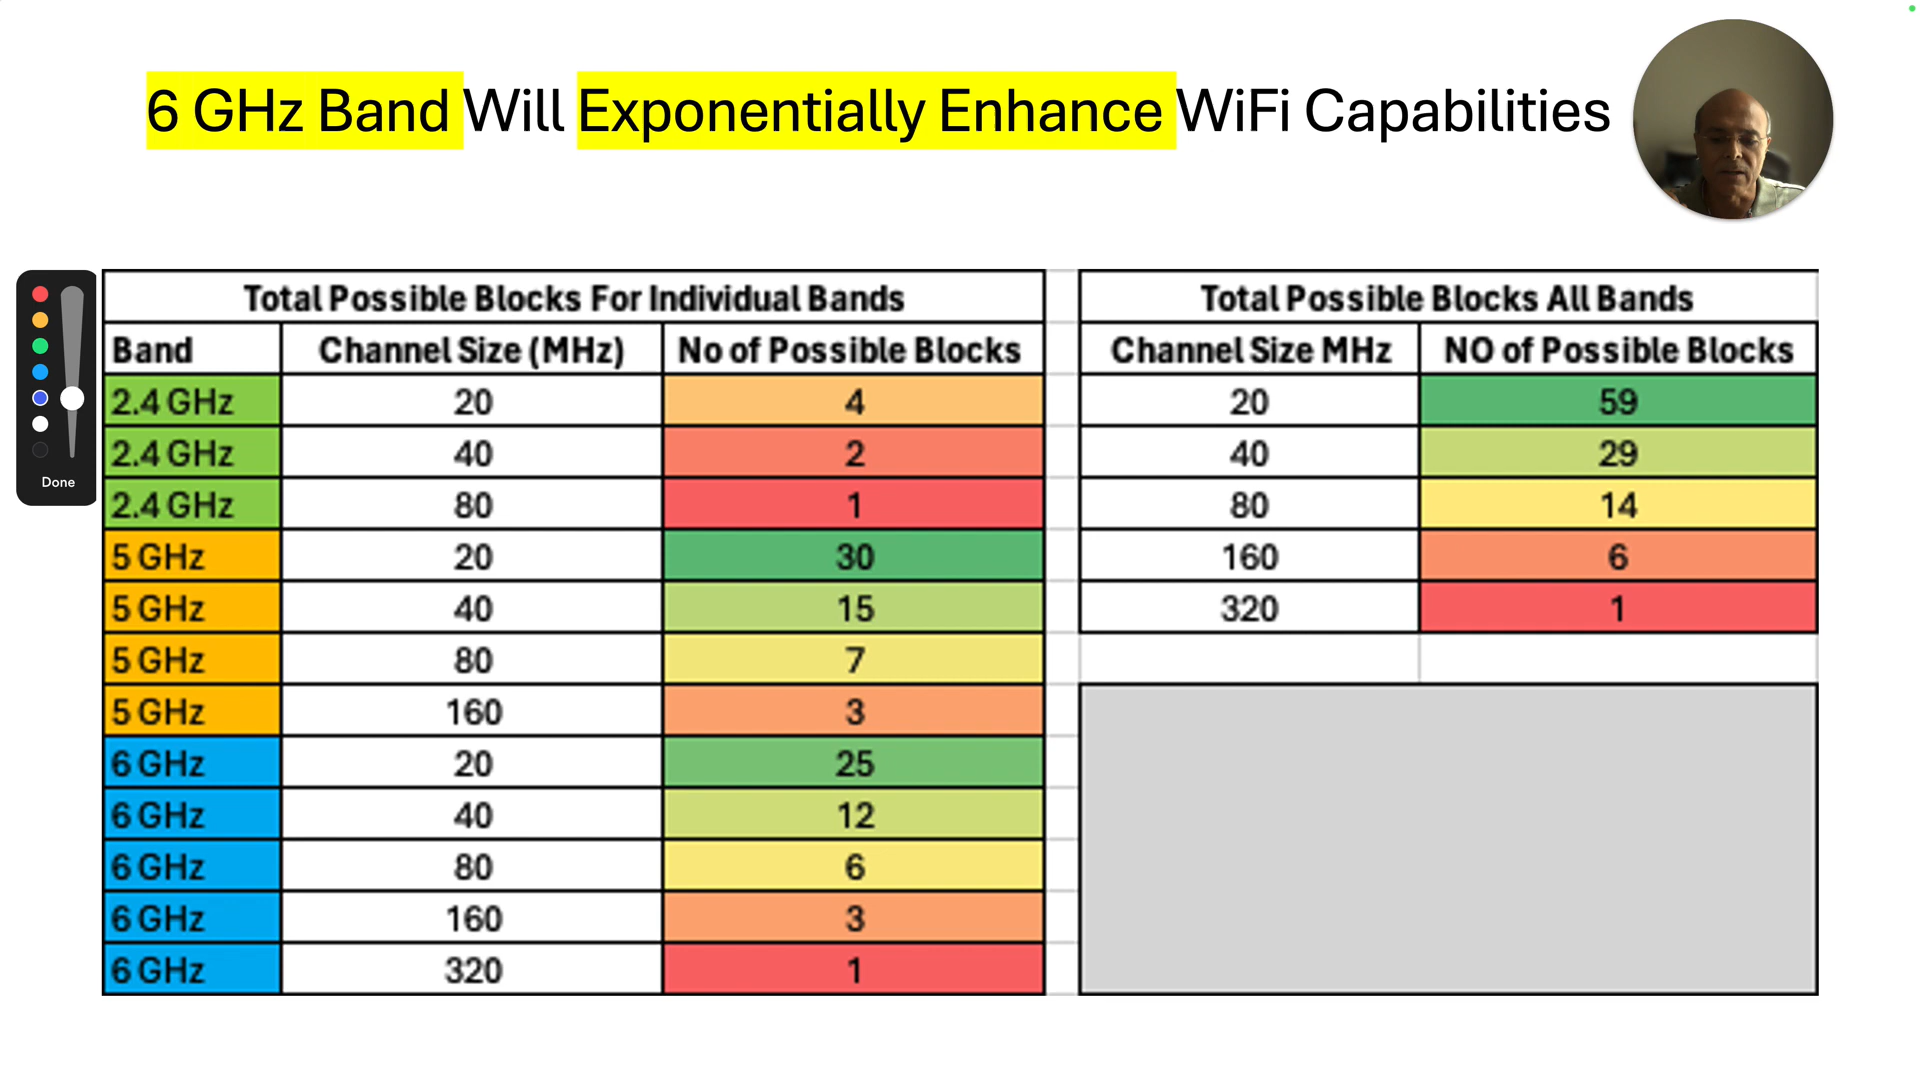 6 GHz Band Will Exponentially Enhance WiFi Capabilities
Done
Total Possible Blocks For Individual Bands
Band Channel Size (MHz) No of Possible Blocks
2.4 GHz 20 4
2.4 GHz 40 2
2.4 GHz 80 1
5 GHz 20 30
5 GHz 40 15
5 GHz 80 7
5 GHz 160 3
6 GHz 20 25
6 GHz 40 12
6 GHz 80 6
6 GHz 160 3
6 GHz 320 1
Total Possible Blocks All Bands
Channel Size MHz NO of Possible Blocks
20 59
40 29
80 14
160 6
320 1